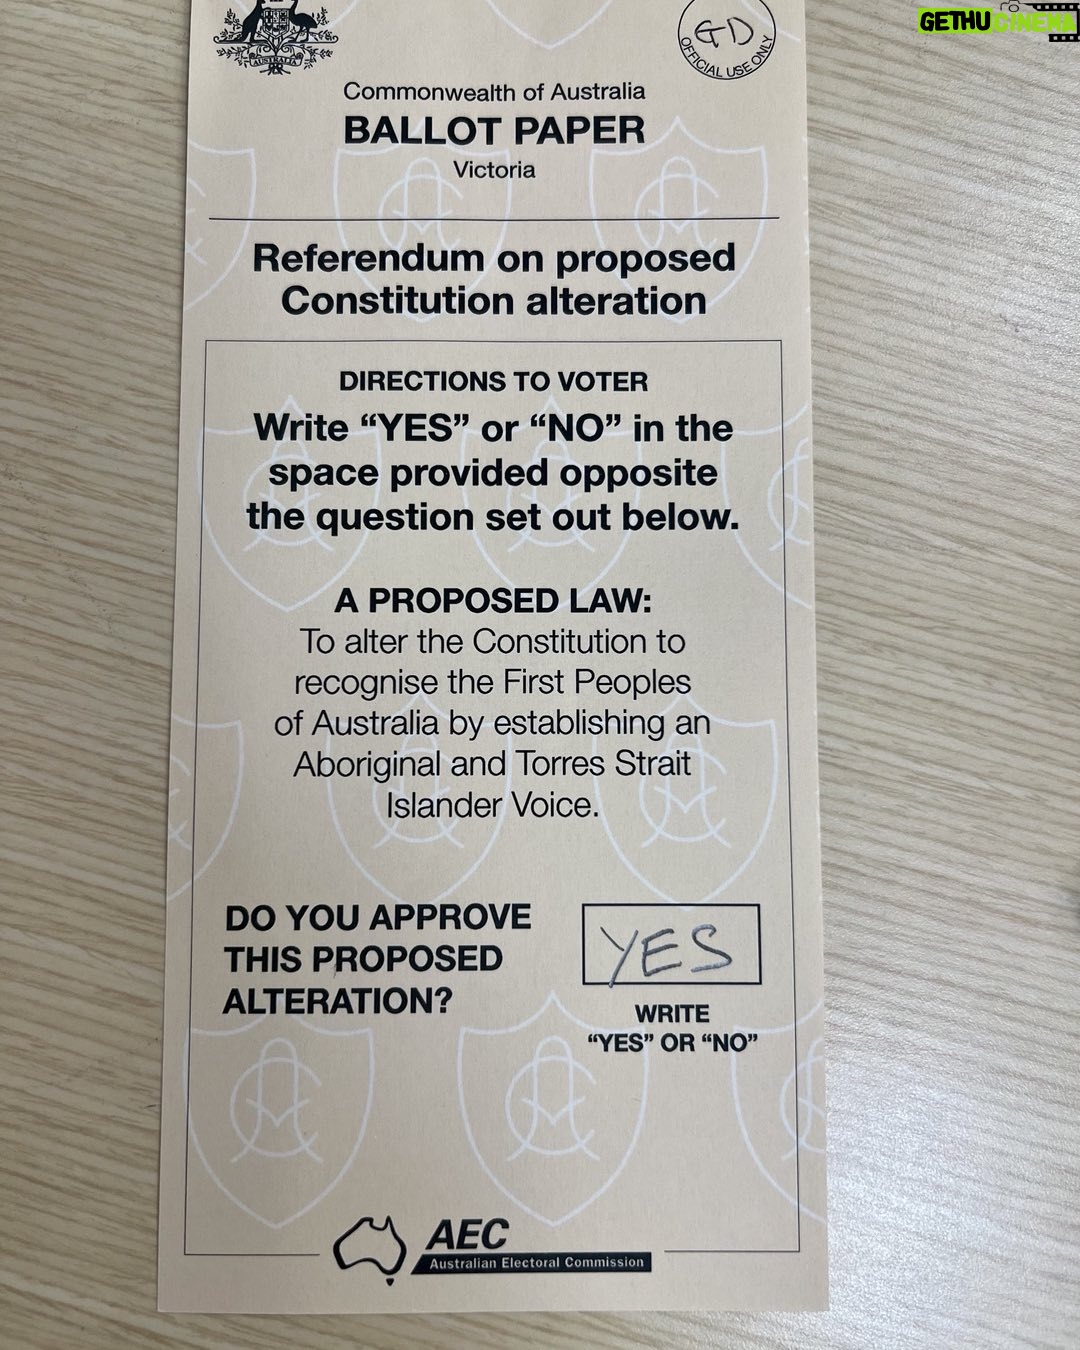 GETHUCINEMA
AUSTRALIA
GD
OFFICIAL USE ONLY
Commonwealth of Australia
BALLOT PAPER
Victoria
Referendum on proposed
Constitution alteration
DIRECTIONS TO VOTER
Write “YES” or “NO” in the
space provided opposite
the question set out below.
A PROPOSED LAW:
To alter the Constitution to
recognise the First Peoples
of Australia by establishing an
Aboriginal and Torres Strait
Islander Voice.
DO YOU APPROVE
THIS PROPOSED
ALTERATION?
YES
WRITE
“YES” OR “NO”
AEC
Australian Electoral Commission